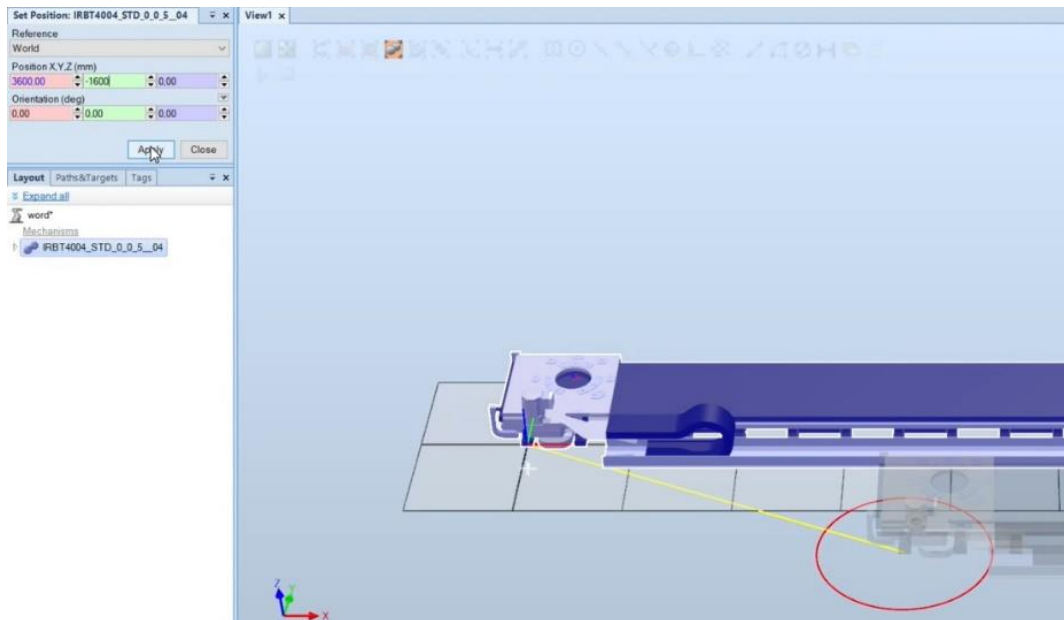 Set Position: IRBT4004_STD_0_0_5__04
View1
Reference
World
Position X,Y,Z (mm)
3600.00 -1600 0.00
Orientation (deg)
0.00 0.00 0.00
Apply Close
Layout Paths&Targets Tags
Expand all
word*
Mechanisms
IRBT4004_STD_0_0_5__04
Z Y X